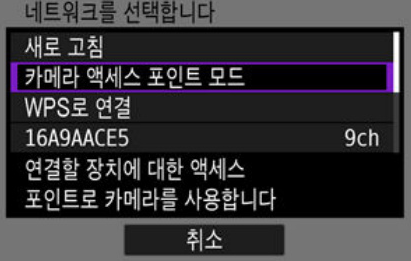 네트워크를 선택합니다
새로 고침
카메라 액세스 포인트 모드
WPS로 연결
16A9AACE5 9ch
연결할 장치에 대한 액세스
포인트로 카메라를 사용합니다
취소